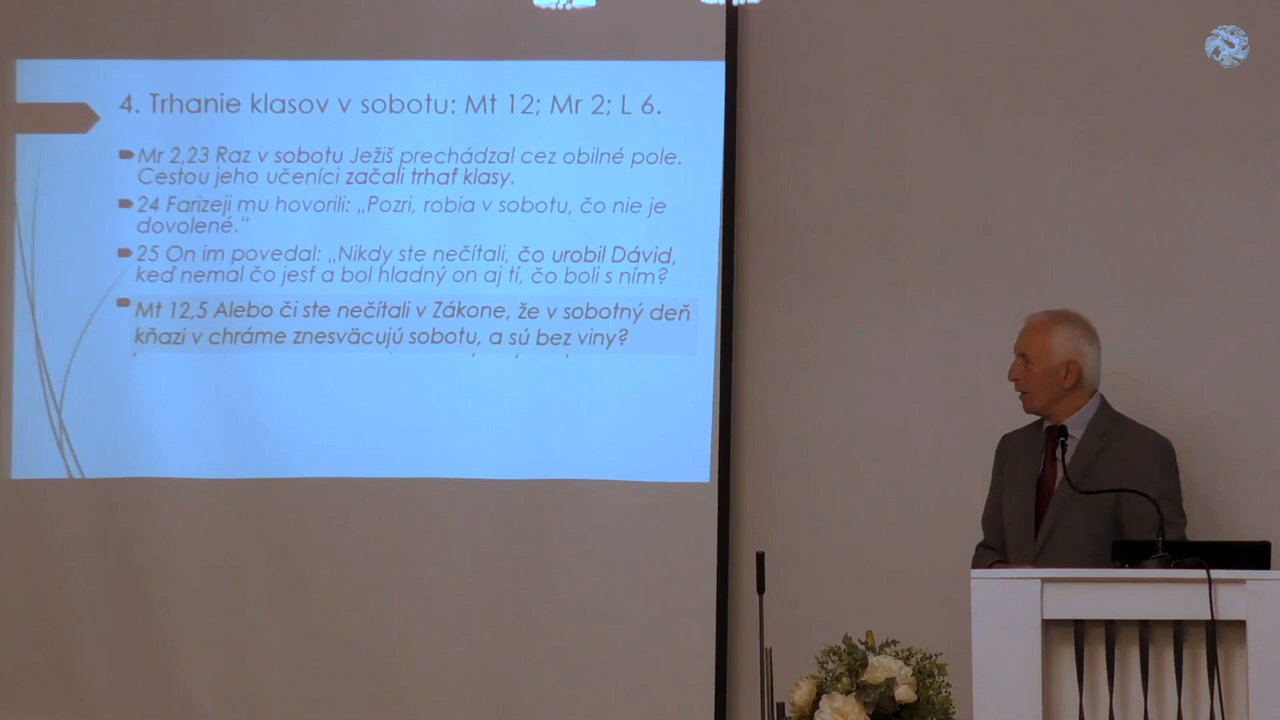 4. Trhanie klasov v sobotu: Mt 12; Mr 2; L 6.
Mr 2,23 Raz v sobotu Ježiš prechádzal cez obilné pole.
Cestou jeho učeníci začali trhať klasy.
24 Farizeji mu hovorili: „Pozri, robia v sobotu, čo nie je
dovolené.“
25 On im povedal: „Nikdy ste nečítali, čo urobil Dávid,
keď nemal čo jesť a bol hladný on aj tí, čo boli s ním?
Mt 12,5 Alebo či ste nečítali v Zákone, že v sobotný deň
kňazi v chráme znesväcujú sobotu, a sú bez viny?